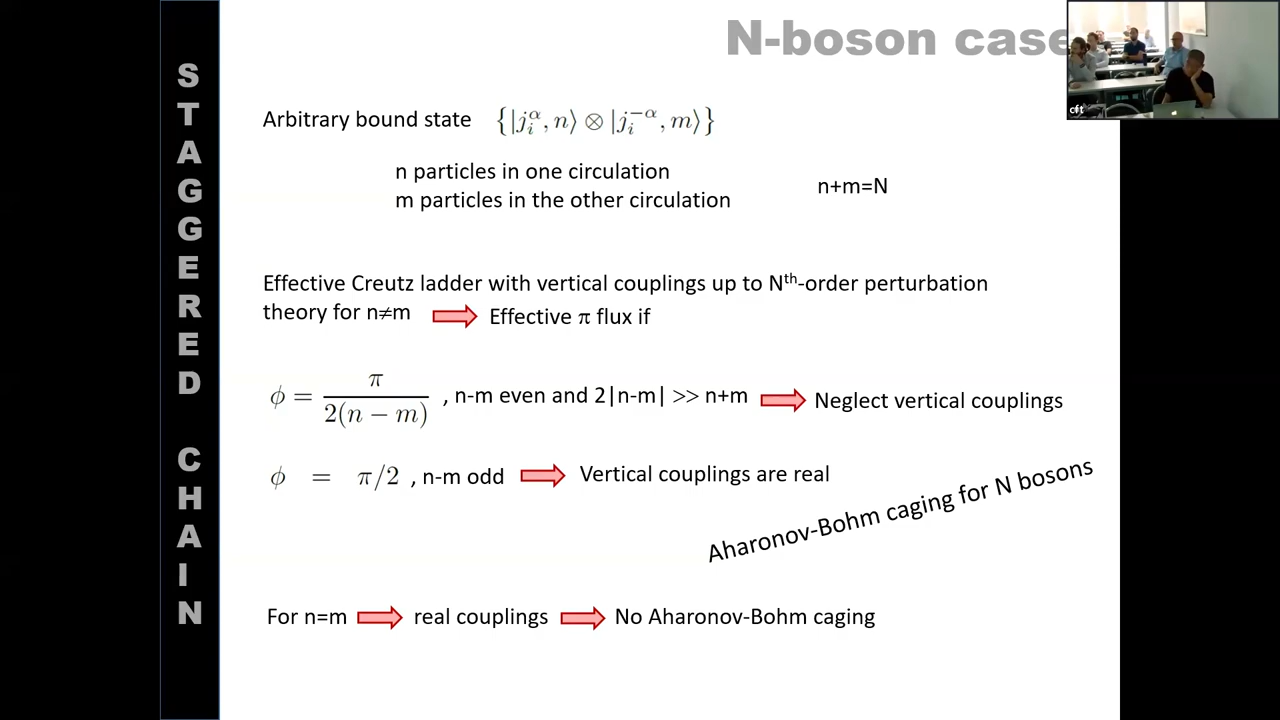 STAGGERED CHAIN
N-boson case
cft
Arbitrary bound state {|j_i^α, n⟩ ⊗ |j_i^{-α}, m⟩}
n particles in one circulation
m particles in the other circulation
n+m=N
Effective Creutz ladder with vertical couplings up to Nth-order perturbation
theory for n≠m
Effective π flux if
ϕ = π / 2(n − m) , n-m even and 2|n-m| >> n+m
Neglect vertical couplings
ϕ = π/2 , n-m odd
Vertical couplings are real
Aharonov-Bohm caging for N bosons
For n=m
real couplings
No Aharonov-Bohm caging